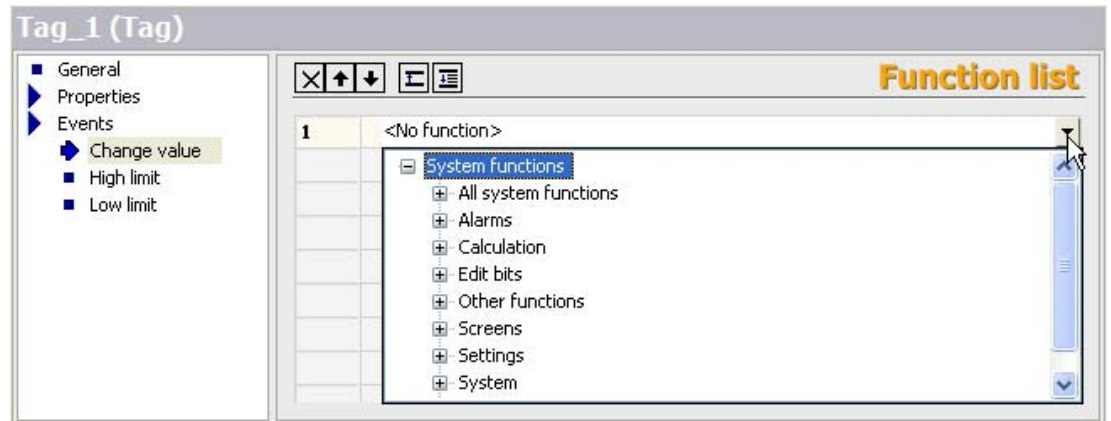 Tag_1 (Tag)
General
Properties
Events
Change value
High limit
Low limit
Function list
1 <No function>
System functions
All system functions
Alarms
Calculation
Edit bits
Other functions
Screens
Settings
System